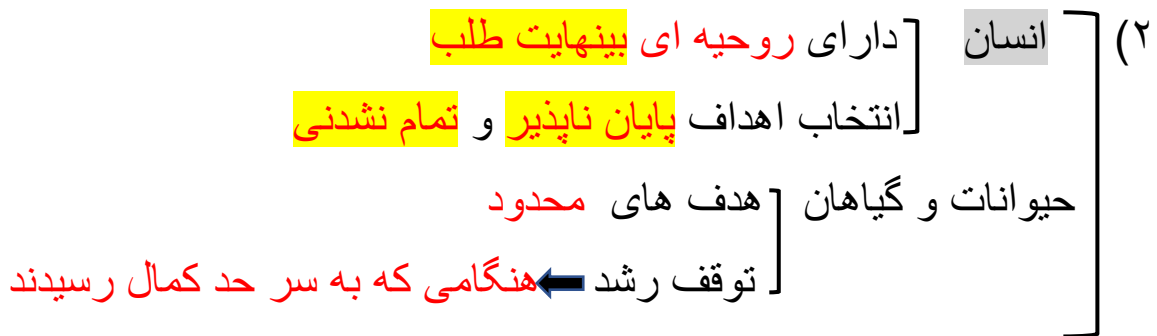 ۲) انسان دارای روحیه ای بینهایت طلب
انتخاب اهداف پایان ناپذیر و تمام نشدنی
حیوانات و گیاهان هدف های محدود
توقف رشد هنگامی که به سر حد کمال رسیدند